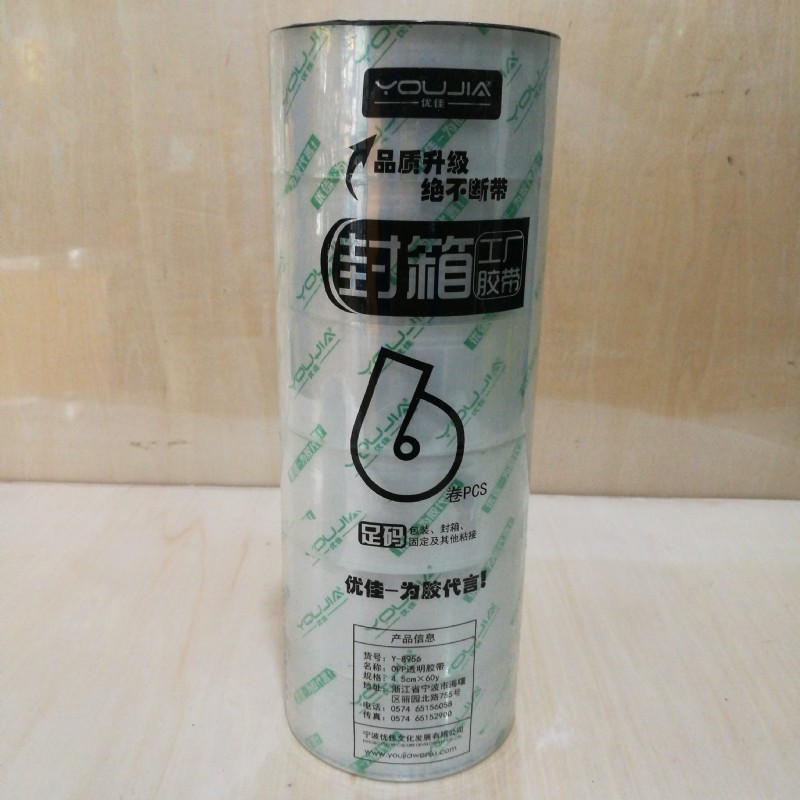 YOUJIA
优佳
品质升级
绝不断带
封箱 工厂胶带
6
卷PCS
足码 包装、封箱、
固定及其他粘接
优佳-为胶代言!
产品信息
货号: Y-8956
名称: OPP透明胶带
规格: 4.5cm×60y
地址: 浙江省宁波市海曙
区丽园北路755号
电话: 0574 65156058
传真: 0574 65152900
宁波优佳文化发展有限公司